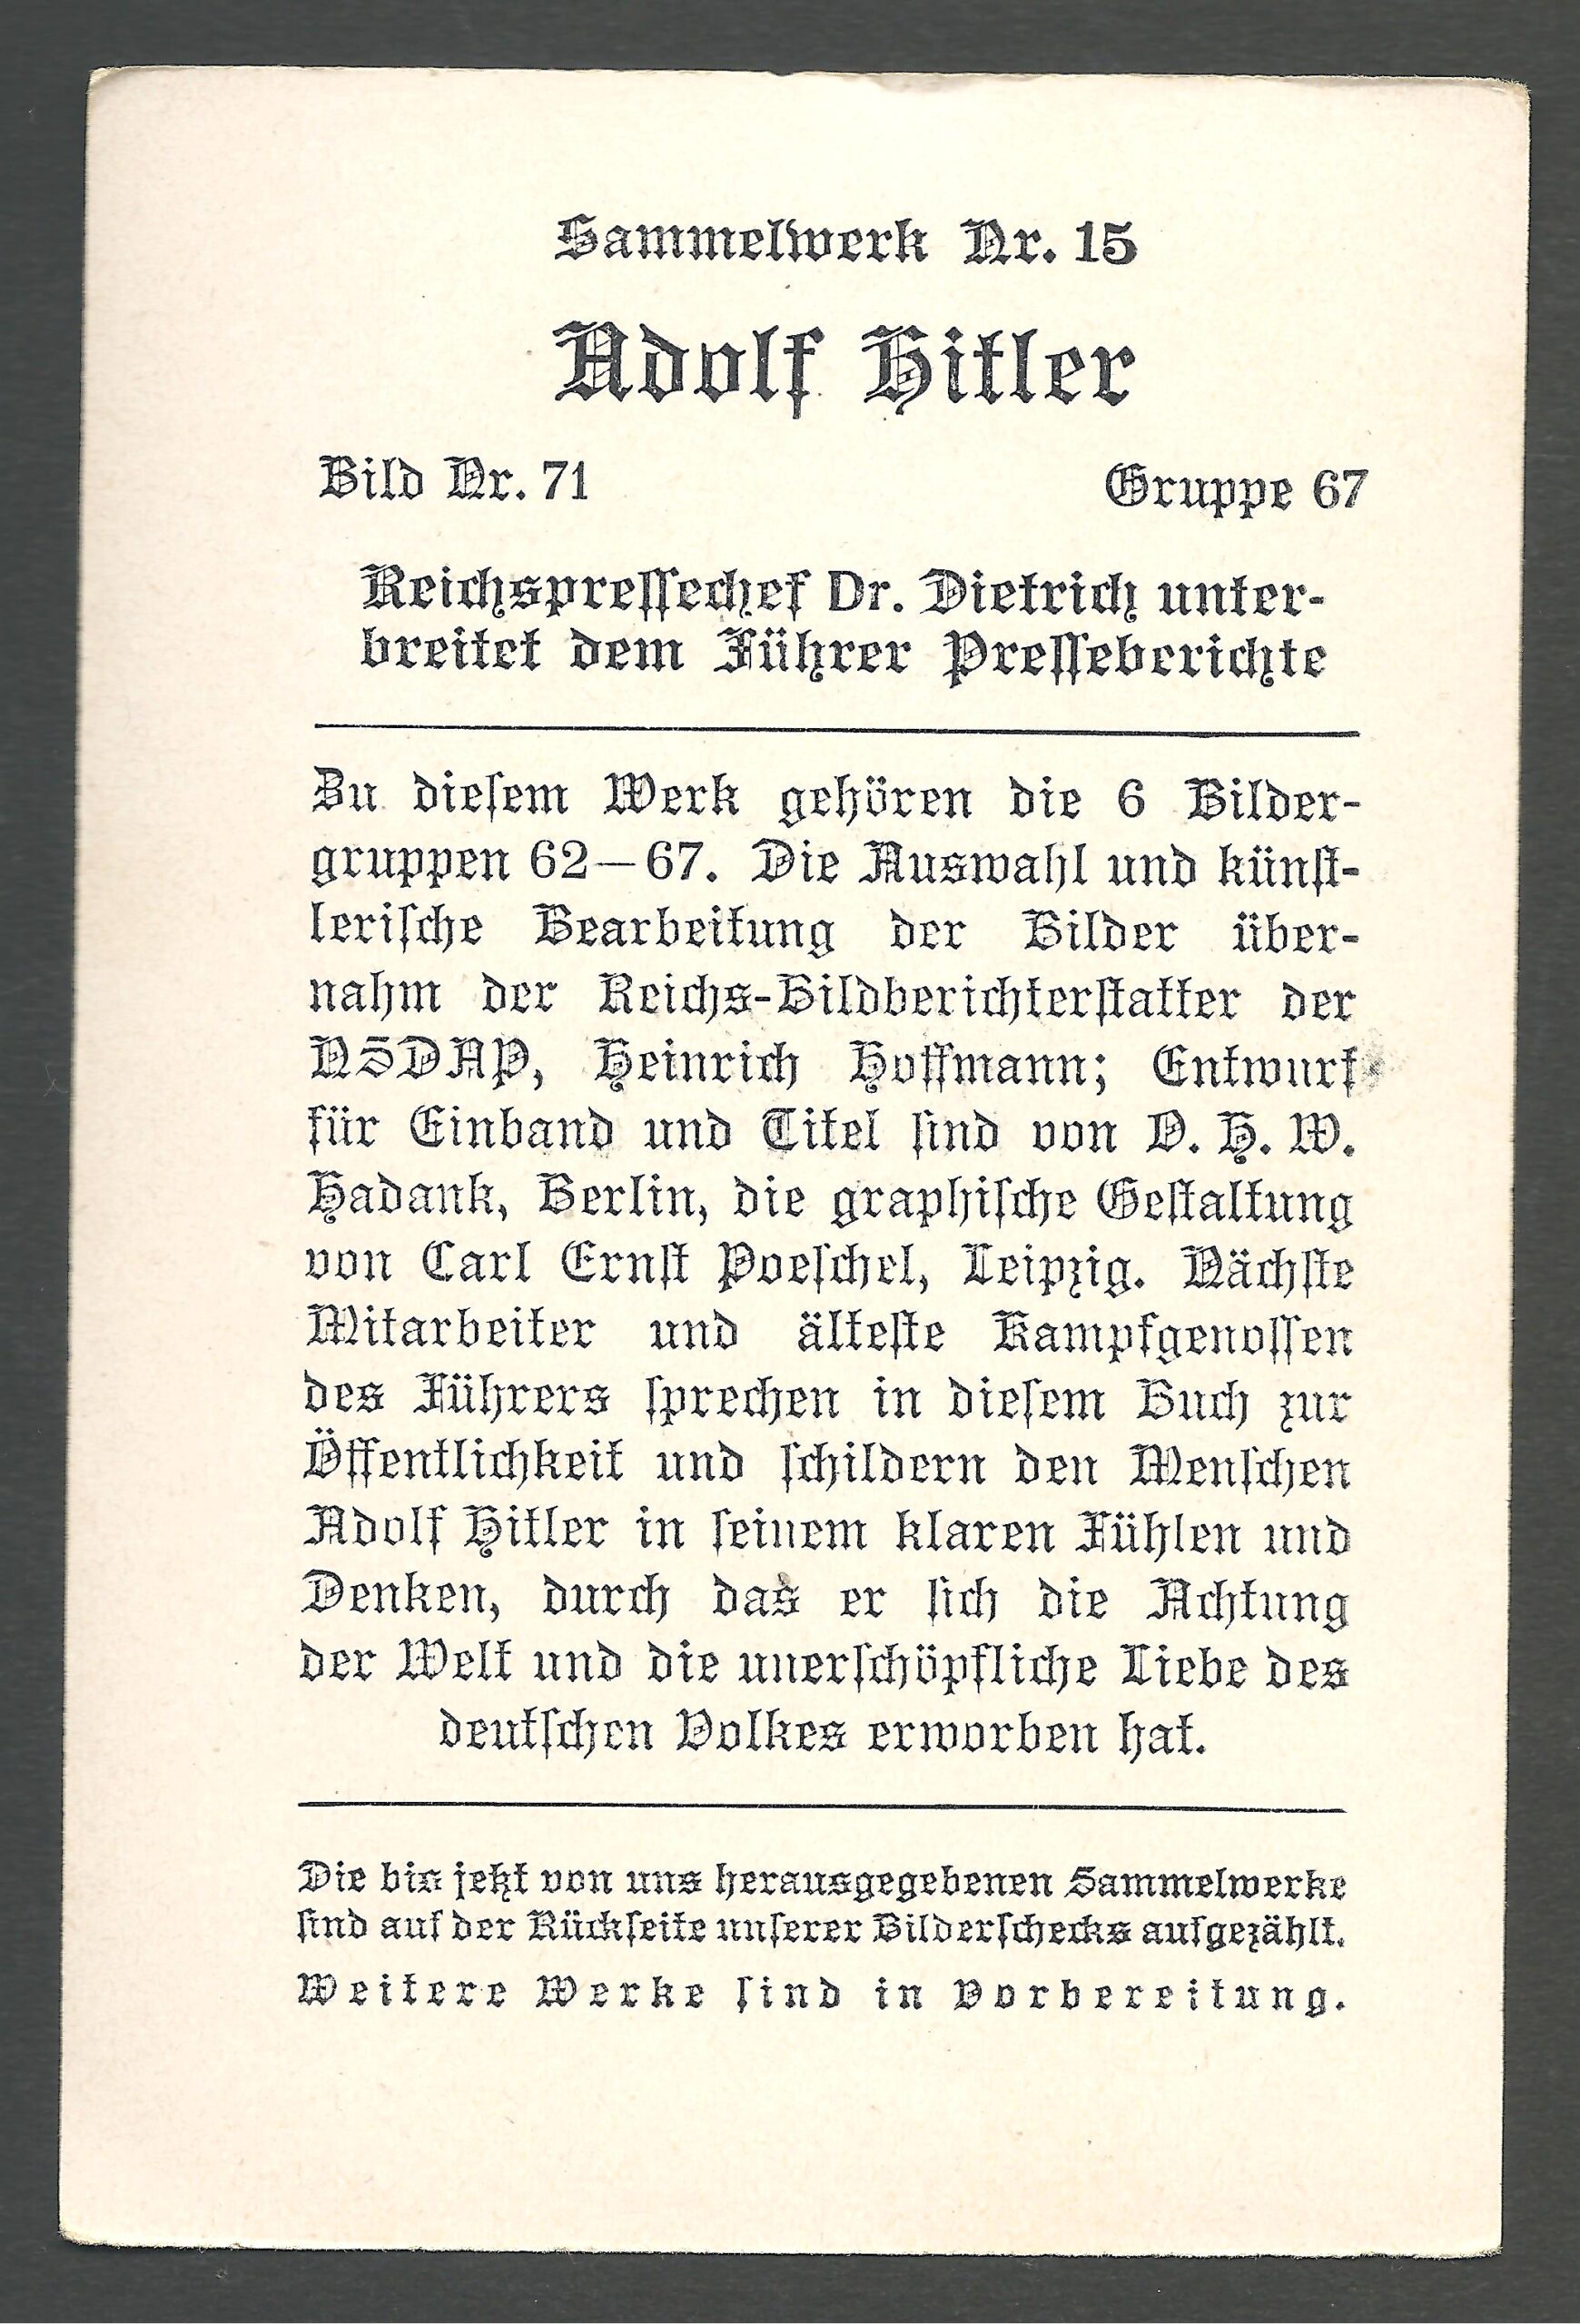 Sammelwerk Nr. 15
Adolf Hitler
Bild Nr. 71 Gruppe 67
Reichspreſſechef Dr. Dietrich unter-
breitet dem Führer Preſſeberichte
Zu dieſem Werk gehören die 6 Bilder-
gruppen 62—67. Die Auswahl und künſt-
leriſche Bearbeitung der Bilder über-
nahm der Reichs-Bildberichterſtatter der
NSDAP, Heinrich Hoffmann; Entwurf
für Einband und Titel ſind von O. H. W.
Hadank, Berlin, die graphiſche Geſtaltung
von Carl Ernſt Poeſchel, Leipzig. Nächſte
Mitarbeiter und älteſte Kampfgenoſſen
des Führers ſprechen in dieſem Buch zur
Öffentlichkeit und ſchildern den Menſchen
Adolf Hitler in ſeinem klaren Fühlen und
Denken, durch das er ſich die Achtung
der Welt und die unerſchöpfliche Liebe des
deutſchen Volkes erworben hat.
Die bis jetzt von uns herausgegebenen Sammelwerke
ſind auf der Rückſeite unſerer Bilderſchecks aufgezählt.
Weitere Werke ſind in Vorbereitung.